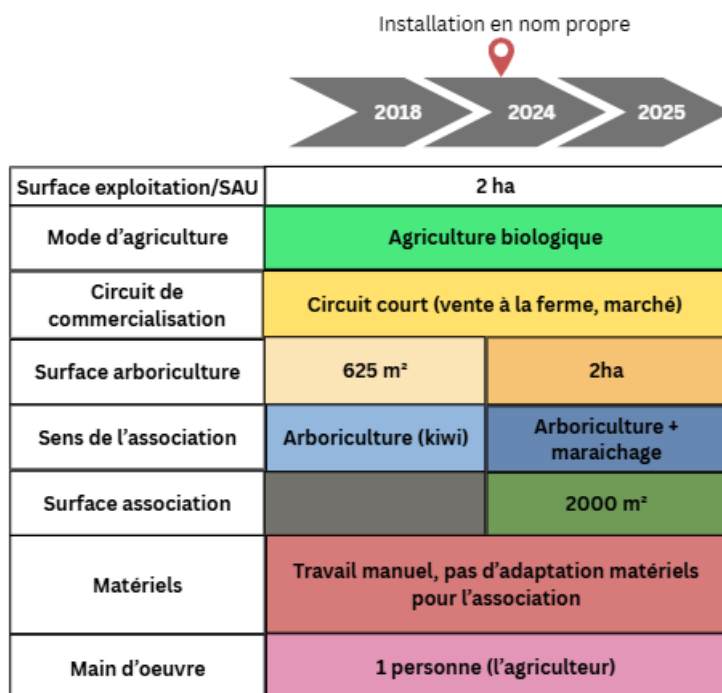 Installation en nom propre
2018 2024 2025
Surface exploitation/SAU 2 ha
Mode d'agriculture Agriculture biologique
Circuit de
commercialisation
Circuit court (vente à la ferme, marché)
Surface arboriculture 625 m² 2ha
Sens de l'association Arboriculture (kiwi)
Arboriculture +
maraichage
Surface association 2000 m²
Matériels
Travail manuel, pas d'adaptation matériels
pour l'association
Main d'oeuvre 1 personne (l'agriculteur)